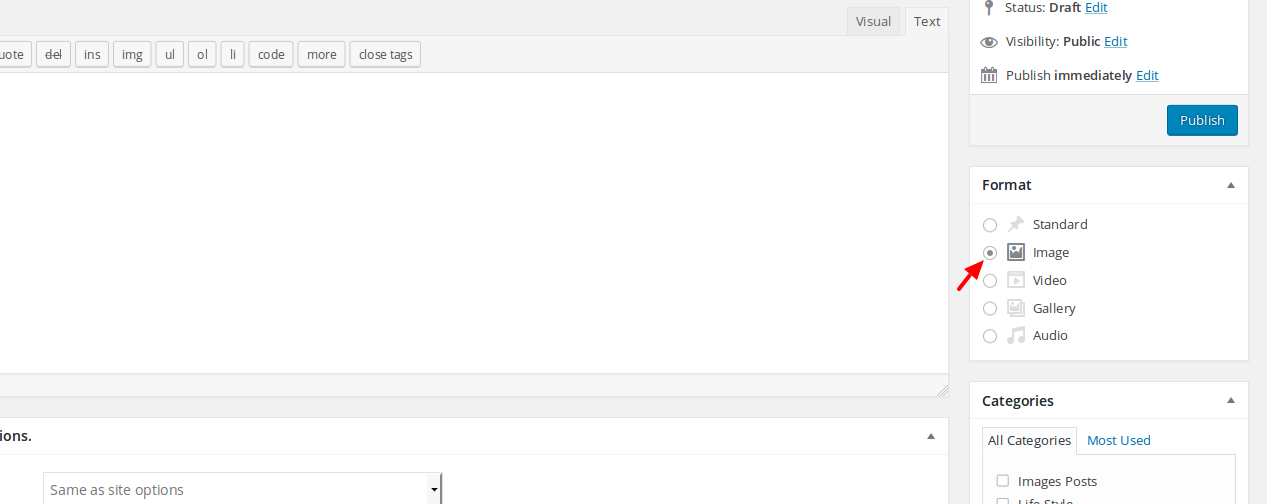 Visual Text
uote del ins img ul ol li code more close tags
ions.
Same as site options
Status: Draft Edit
Visibility: Public Edit
Publish immediately Edit
Publish
Format
Standard
Image
Video
Gallery
Audio
Categories
All Categories Most Used
Images Posts
Life Style